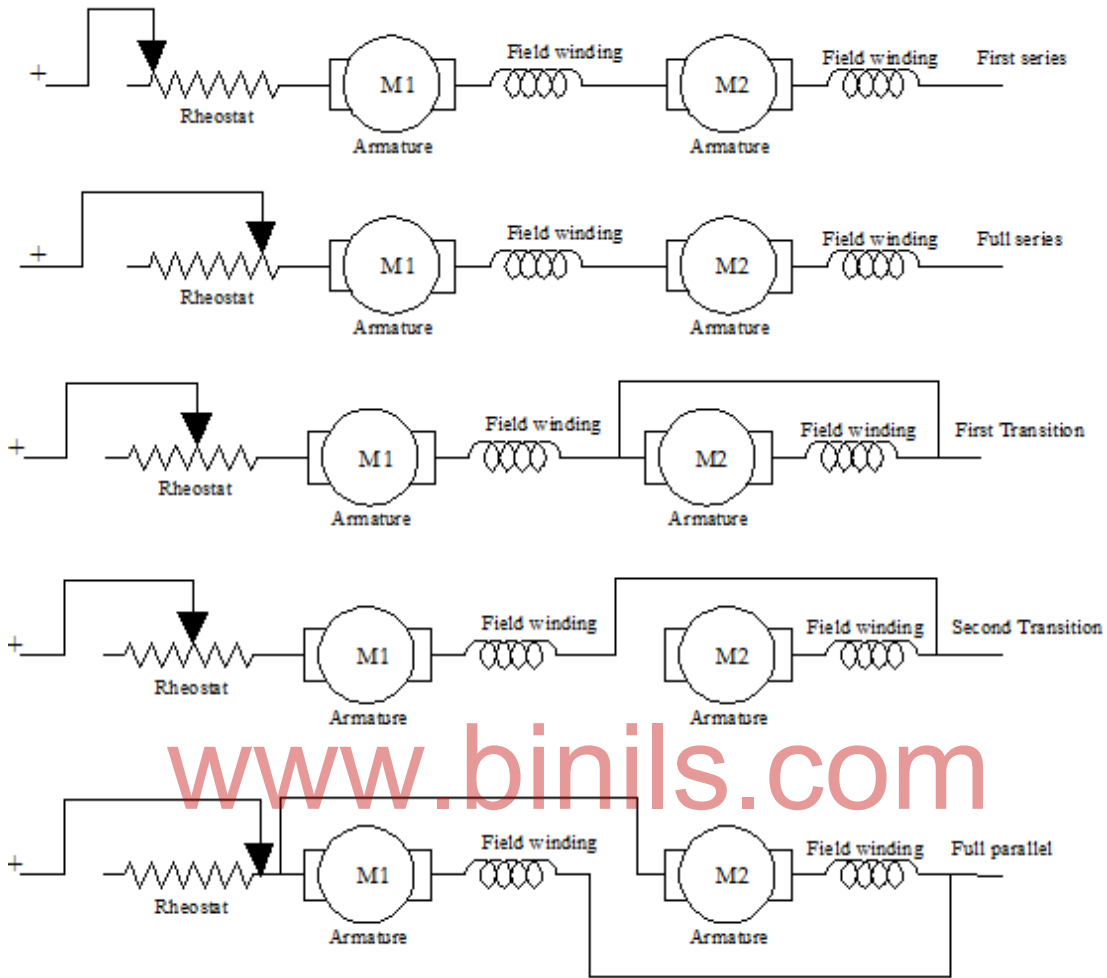 Field winding Field winding First series
+ M1 M2
Rheostat
Armature Armature
Field winding Field winding Full series
+ M1 M2
Rheostat
Armature Armature
Field winding Field winding First Transition
+ M1 M2
Rheostat
Armature Armature
Field winding Field winding Second Transition
+ M1 M2
Rheostat
Armature Armature
www.binils.com
Field winding Field winding Full parallel
+ M1 M2
Rheostat
Armature Armature